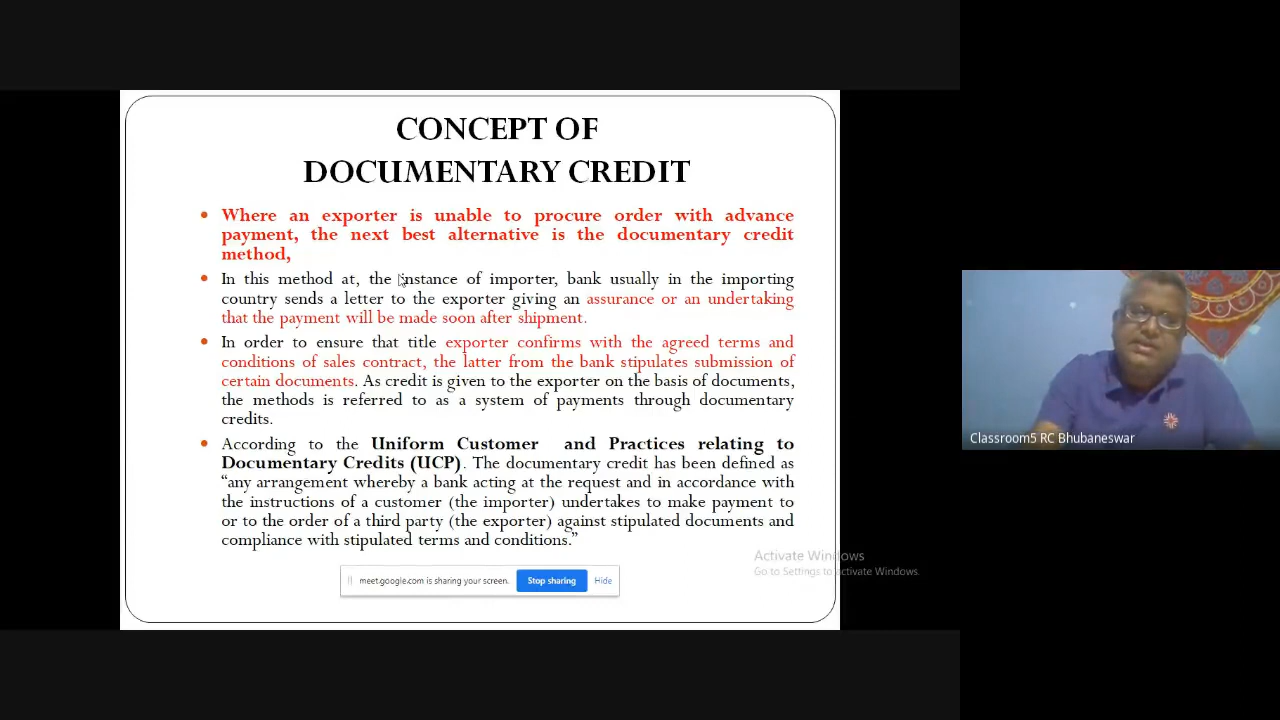 CONCEPT OF
DOCUMENTARY CREDIT
• Where an exporter is unable to procure order with advance
payment, the next best alternative is the documentary credit
method,
• In this method at, the instance of importer, bank usually in the importing
country sends a letter to the exporter giving an assurance or an undertaking
that the payment will be made soon after shipment.
• In order to ensure that title exporter confirms with the agreed terms and
conditions of sales contract, the latter from the bank stipulates submission of
certain documents. As credit is given to the exporter on the basis of documents,
the methods is referred to as a system of payments through documentary
credits.
• According to the Uniform Customer and Practices relating to
Documentary Credits (UCP). The documentary credit has been defined as
“any arrangement whereby a bank acting at the request and in accordance with
the instructions of a customer (the importer) undertakes to make payment to
or to the order of a third party (the exporter) against stipulated documents and
compliance with stipulated terms and conditions.”
meet.google.com is sharing your screen. Stop sharing Hide
Activate Windows
Go to Settings to activate Windows.
Classroom5 RC Bhubaneswar